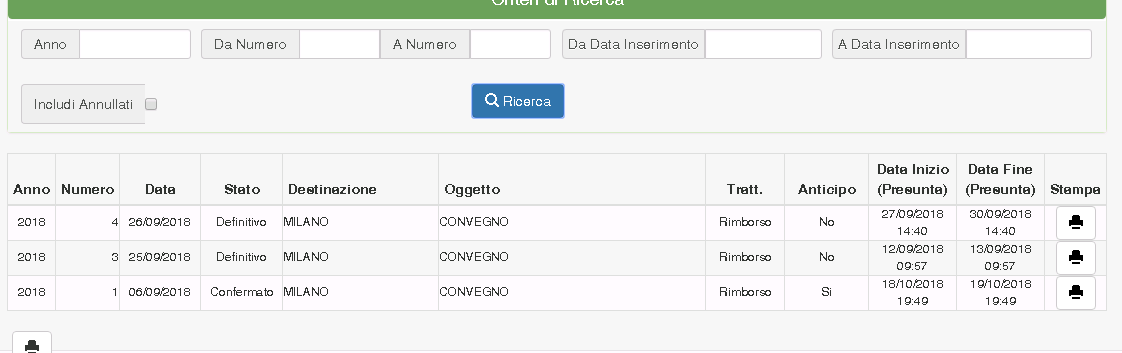 Criteri di Ricerca
Anno Da Numero A Numero Da Data Inserimento A Data Inserimento
Includi Annullati Ricerca
Anno Numero Data Stato Destinazione Oggetto Tratt. Anticipo Data Inizio (Presunta) Data Fine (Presunta) Stampa
2018 4 26/09/2018 Definitivo MILANO CONVEGNO Rimborso No 27/09/2018 14:40 30/09/2018 14:40
2018 3 25/09/2018 Definitivo MILANO CONVEGNO Rimborso No 12/09/2018 09:57 13/09/2018 09:57
2018 1 06/09/2018 Confermato MILANO CONVEGNO Rimborso Si 18/10/2018 19:49 19/10/2018 19:49